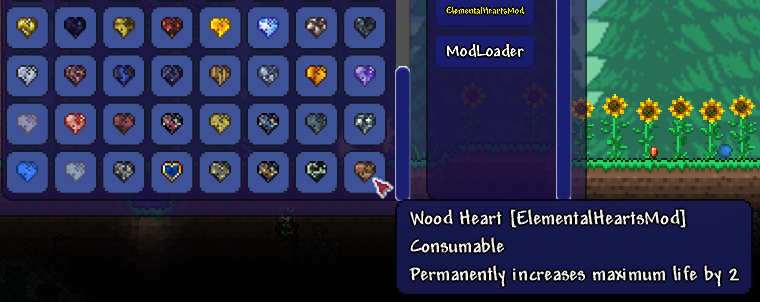 ElementalHeartsMod
ModLoader
Wood Heart [ElementalHeartsMod]
Consumable
Permanently increases maximum life by 2